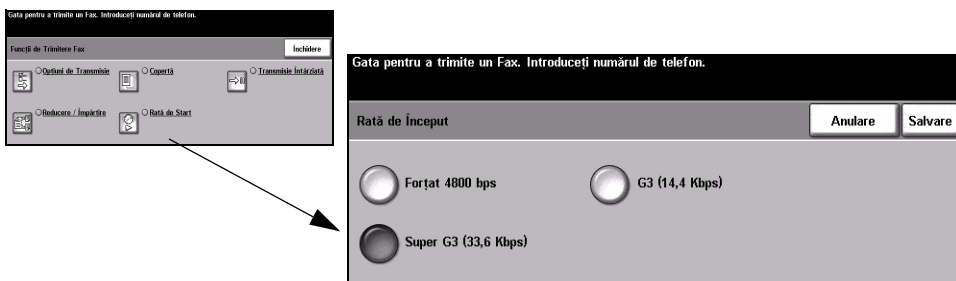 Gata pentru a trimite un Fax. Introduceți numărul de telefon.
Funcții de Trimitere Fax
Închidere
Opțiuni de Transmisie
Copertă
Transmisie Întârziată
Reducere / Împărțire
Rată de Start
Gata pentru a trimite un Fax. Introduceți numărul de telefon.
Rată de Început
Anulare
Salvare
Forțat 4800 bps
G3 (14,4 Kbps)
Super G3 (33,6 Kbps)